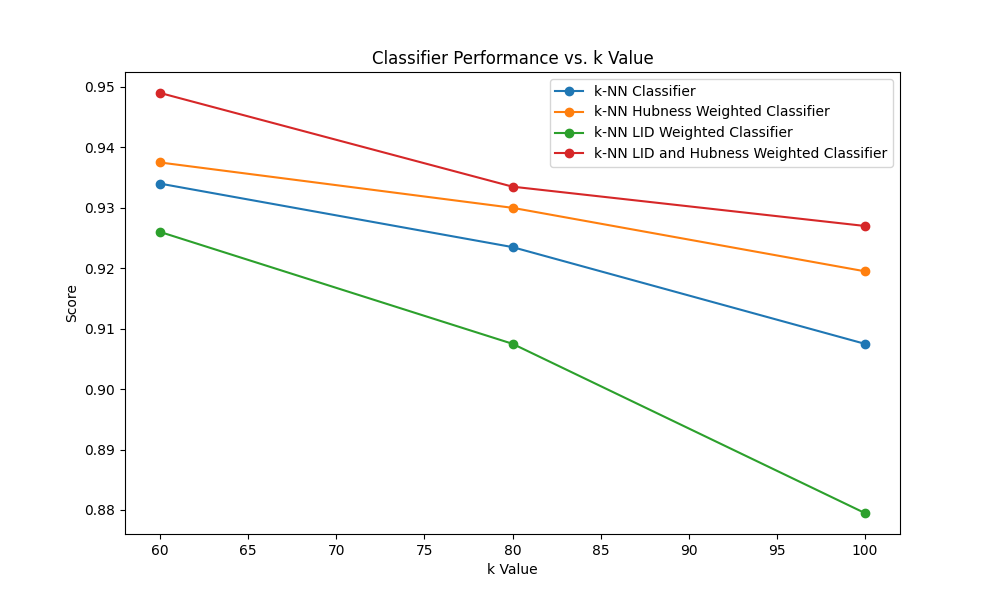 Classifier Performance vs. k Value
k-NN Classifier
k-NN Hubness Weighted Classifier
k-NN LID Weighted Classifier
k-NN LID and Hubness Weighted Classifier
Score
0.95
0.94
0.93
0.92
0.91
0.90
0.89
0.88
60 65 70 75 80 85 90 95 100
k Value